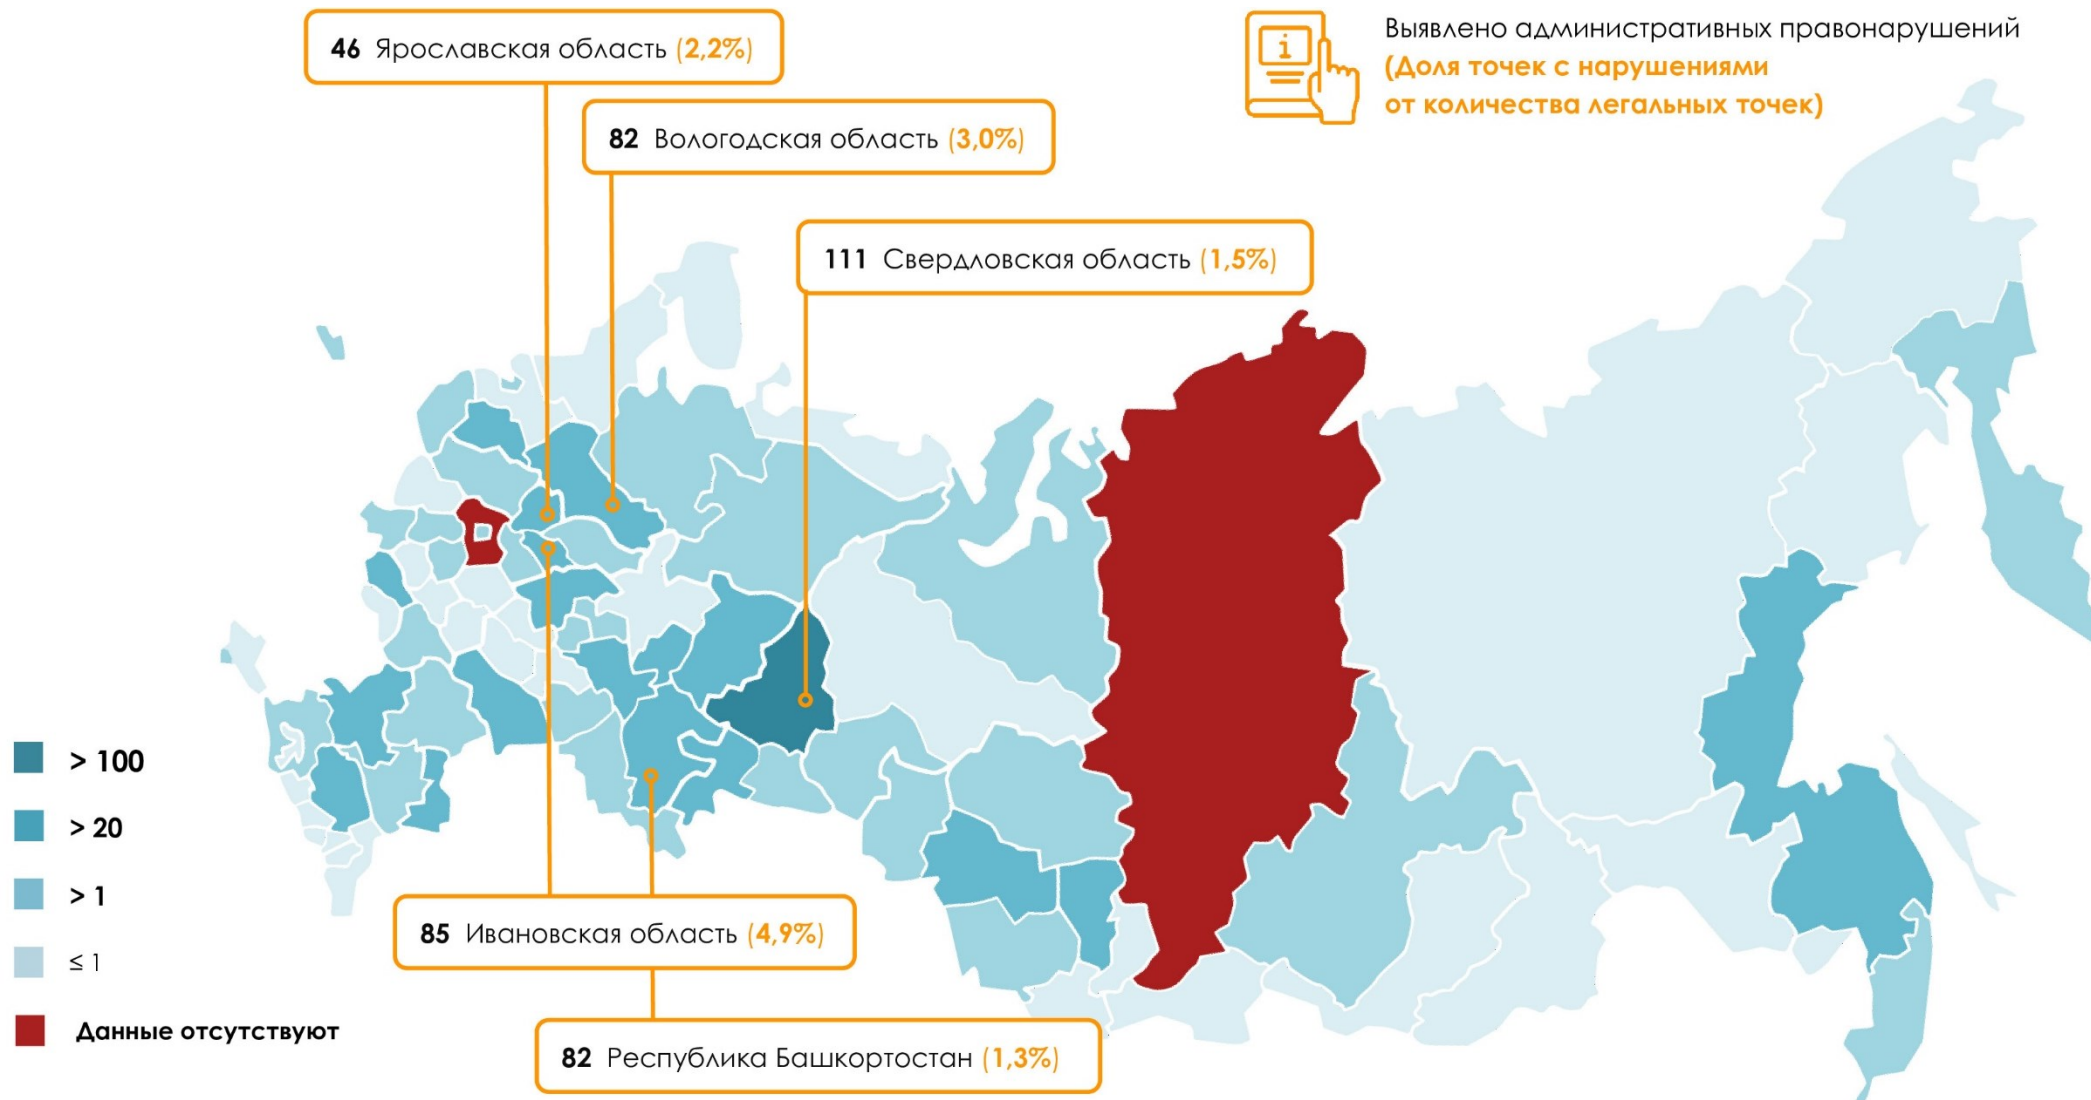 46 Ярославская область (2,2%)
Выявлено административных правонарушений
(Доля точек с нарушениями
от количества легальных точек)
82 Вологодская область (3,0%)
111 Свердловская область (1,5%)
> 100
> 20
> 1
≤ 1
Данные отсутствуют
85 Ивановская область (4,9%)
82 Республика Башкортостан (1,3%)